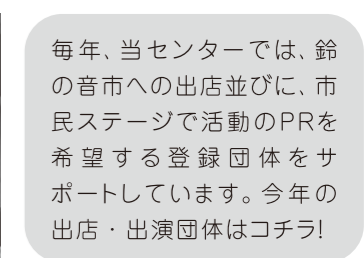 毎年、当センターでは、鈴
の音市への出店並びに、市
民ステージで活動のPRを
希望する登録団体をサ
ポートしています。今年の
出店・出演団体はコチラ!